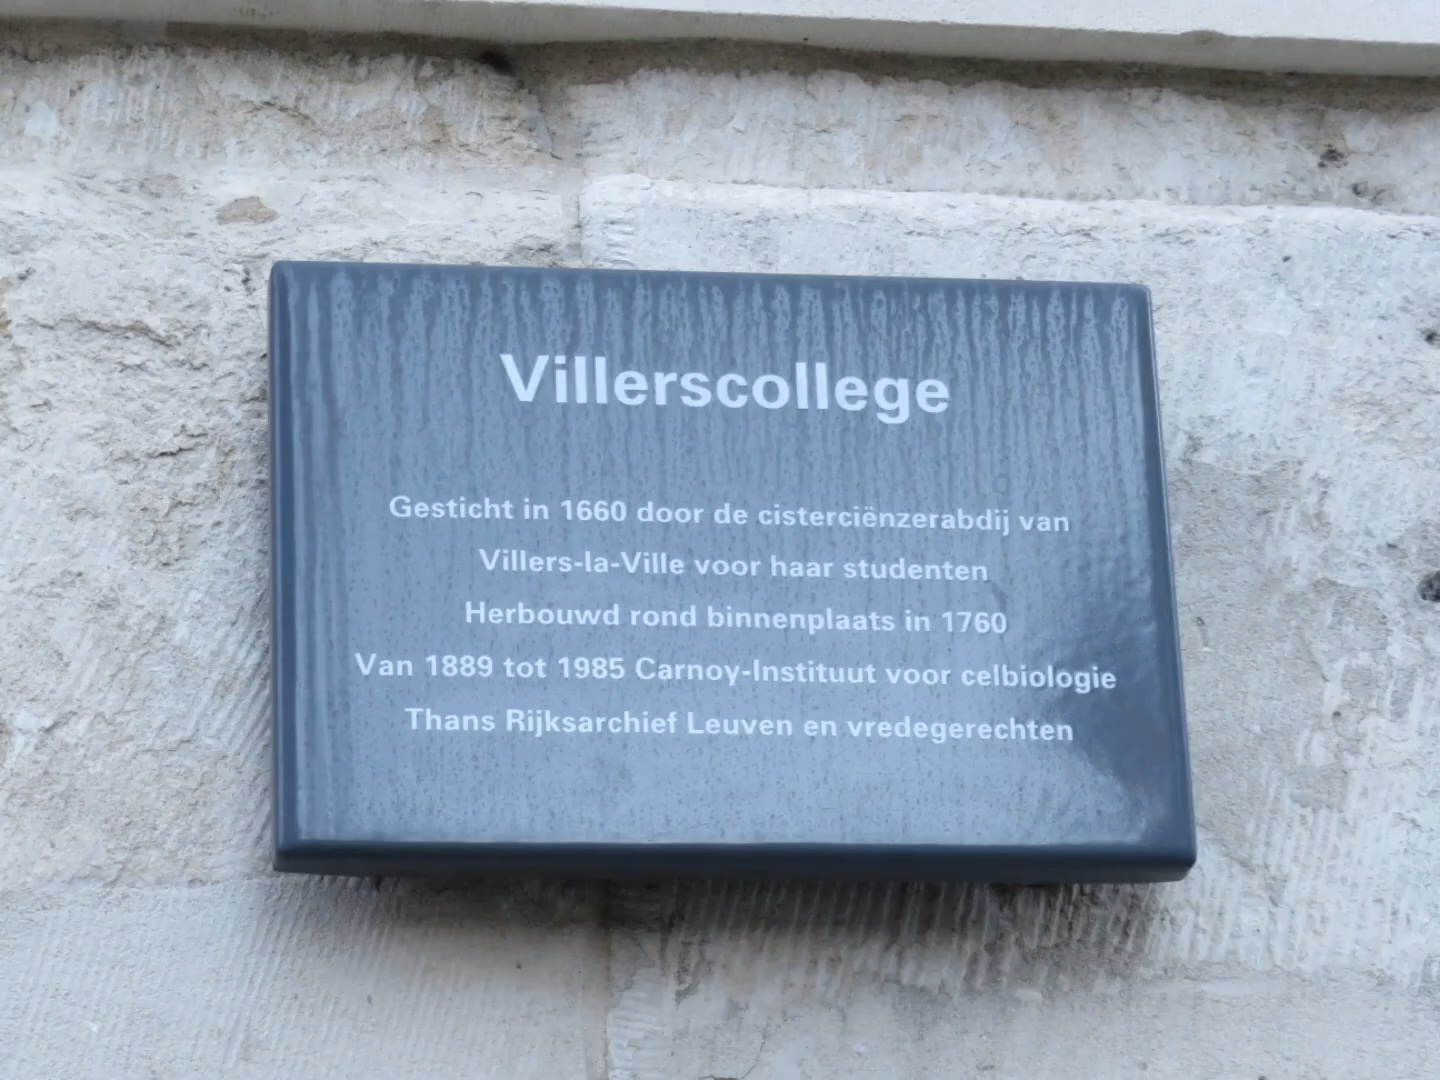 Villerscollege
Gesticht in 1660 door de cisterciënzerabdij van
Villers-la-Ville voor haar studenten
Herbouwd rond binnenplaats in 1760
Van 1889 tot 1985 Carnoy-Instituut voor celbiologie
Thans Rijksarchief Leuven en vredegerechten